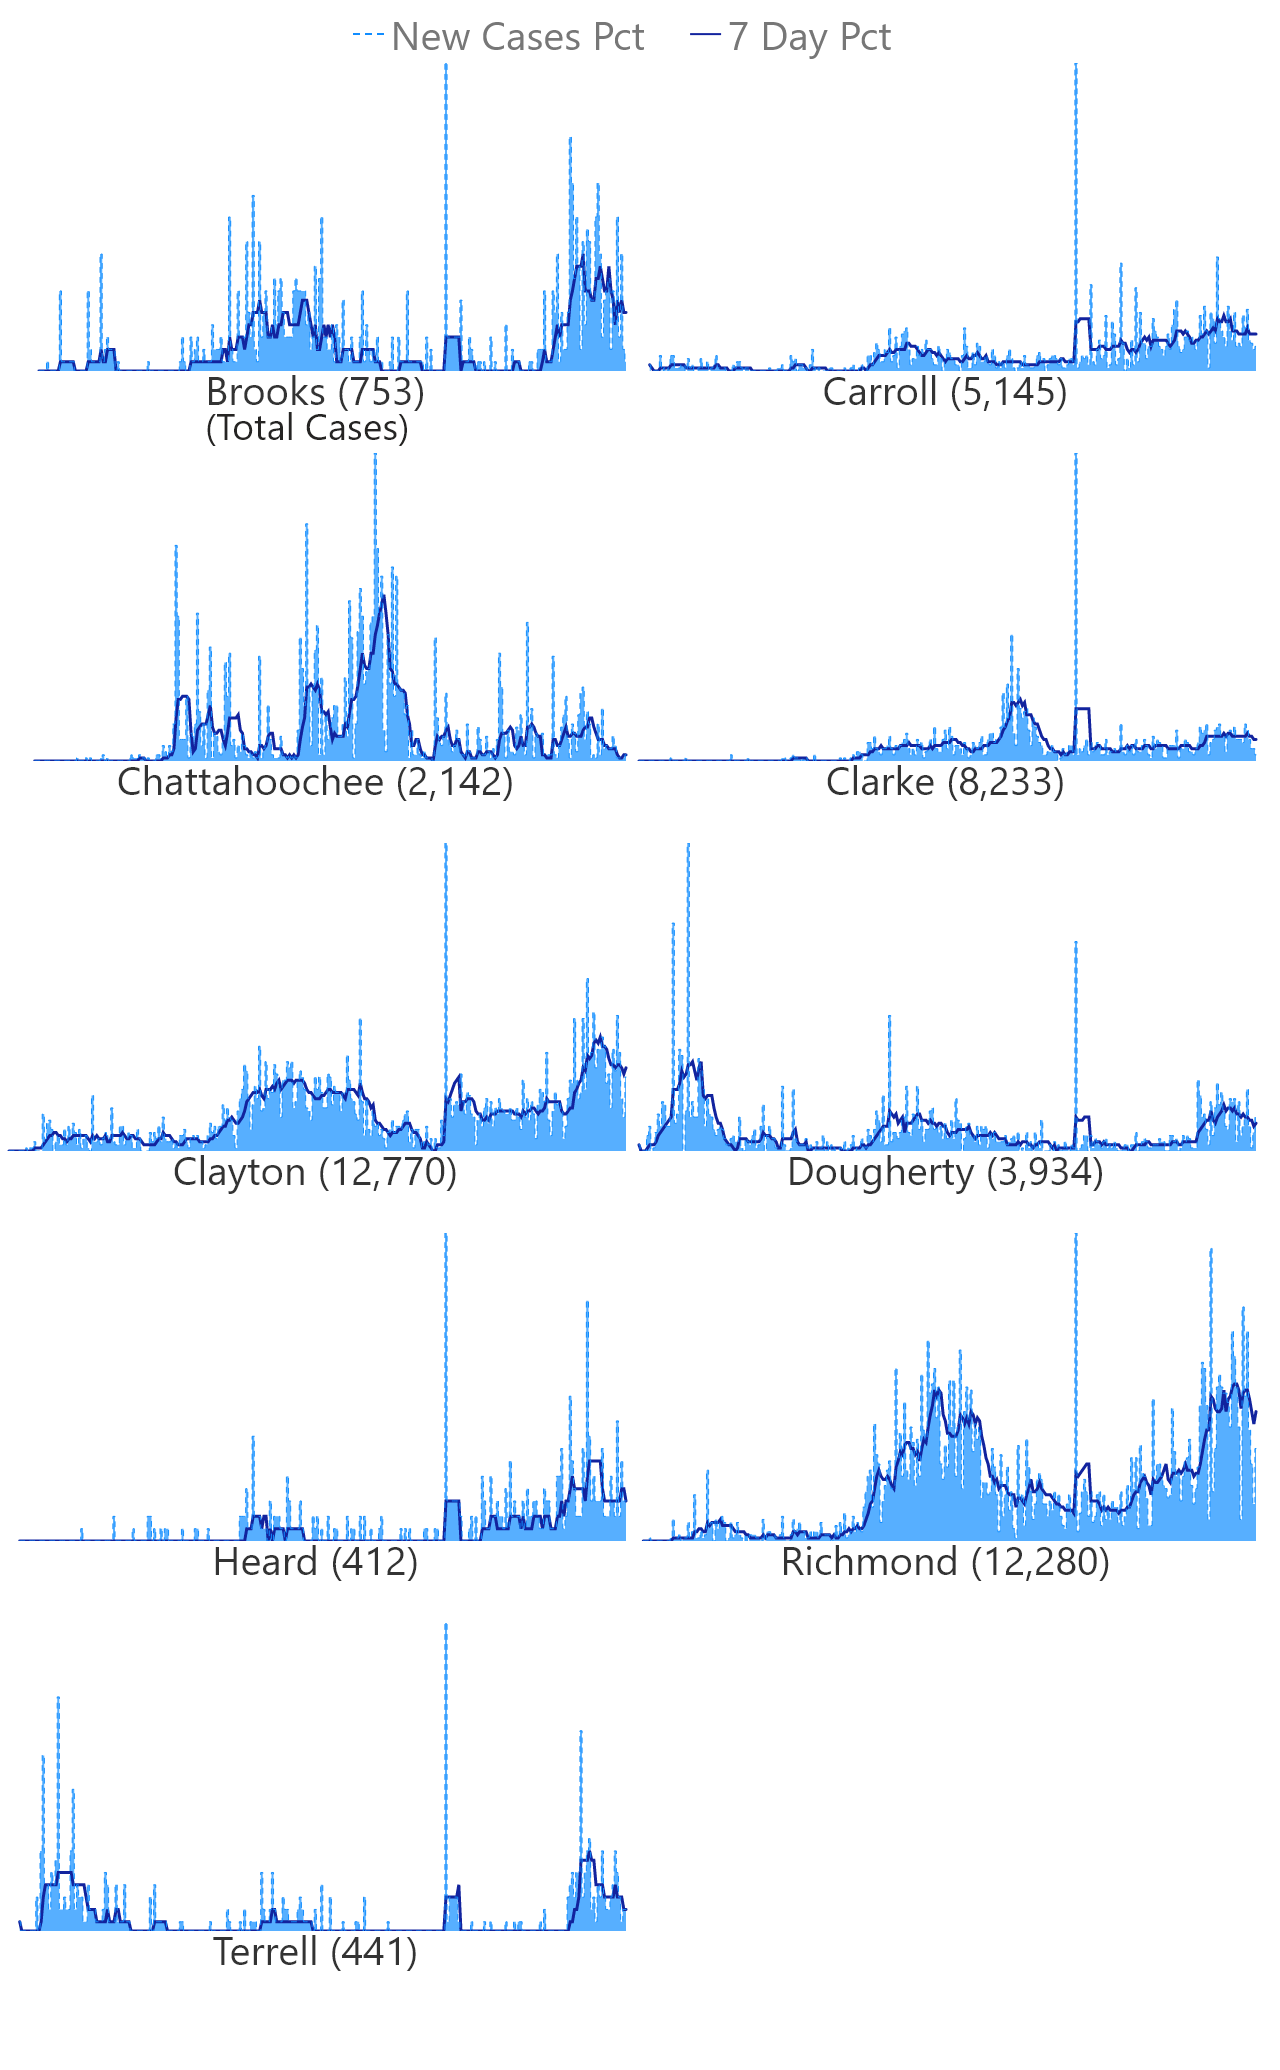 New Cases Pct 7 Day Pct
Brooks (753)
(Total Cases)
Carroll (5,145)
Chattahoochee (2,142)
Clarke (8,233)
Clayton (12,770)
Dougherty (3,934)
Heard (412)
Richmond (12,280)
Terrell (441)